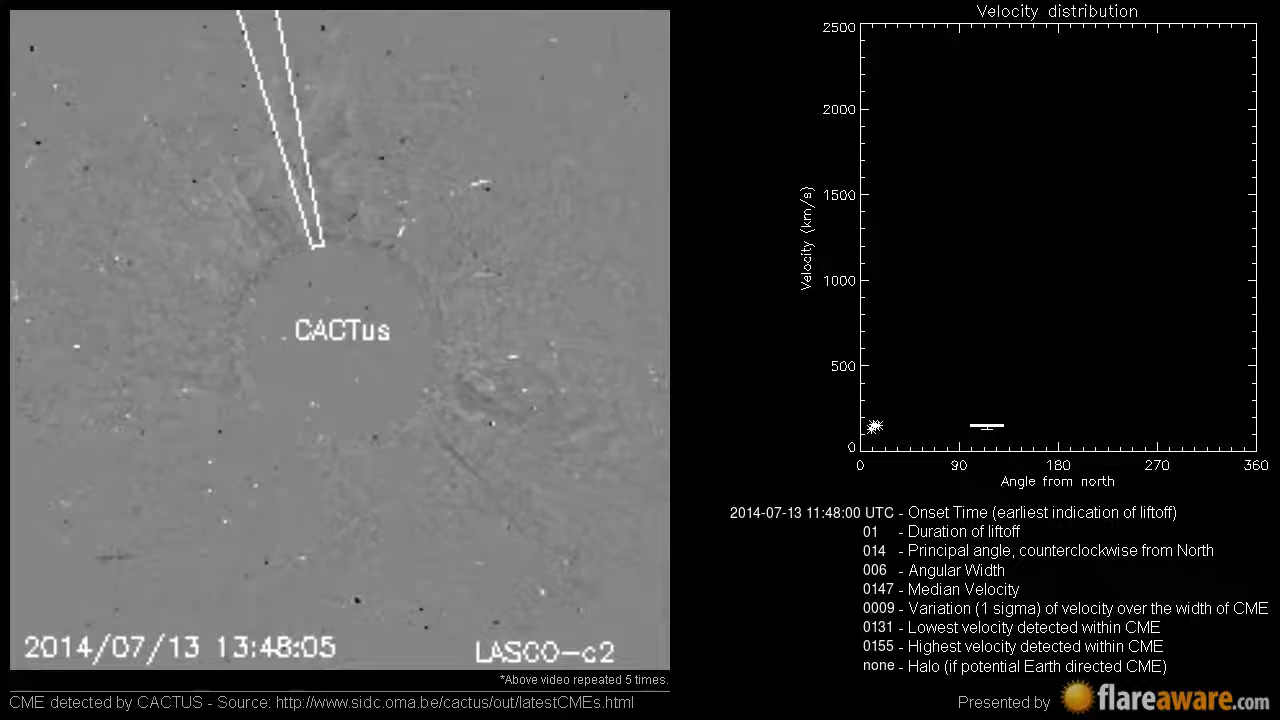 CACTus
2014/07/13 13:48:05
LASCO-c2
*Above video repeated 5 times.
CME detected by CACTUS - Source: http://www.sidc.oma.be/cactus/out/latestCMEs.html
Velocity distribution
Velocity (km/s)
2500
2000
1500
1000
500
0
0 90 180 270 360
Angle from north
2014-07-13 11:48:00 UTC - Onset Time (earliest indication of liftoff)
01 - Duration of liftoff
014 - Principal angle, counterclockwise from North
006 - Angular Width
0147 - Median Velocity
0009 - Variation (1 sigma) of velocity over the width of CME
0131 - Lowest velocity detected within CME
0155 - Highest velocity detected within CME
none - Halo (if potential Earth directed CME)
Presented by flareaware.com